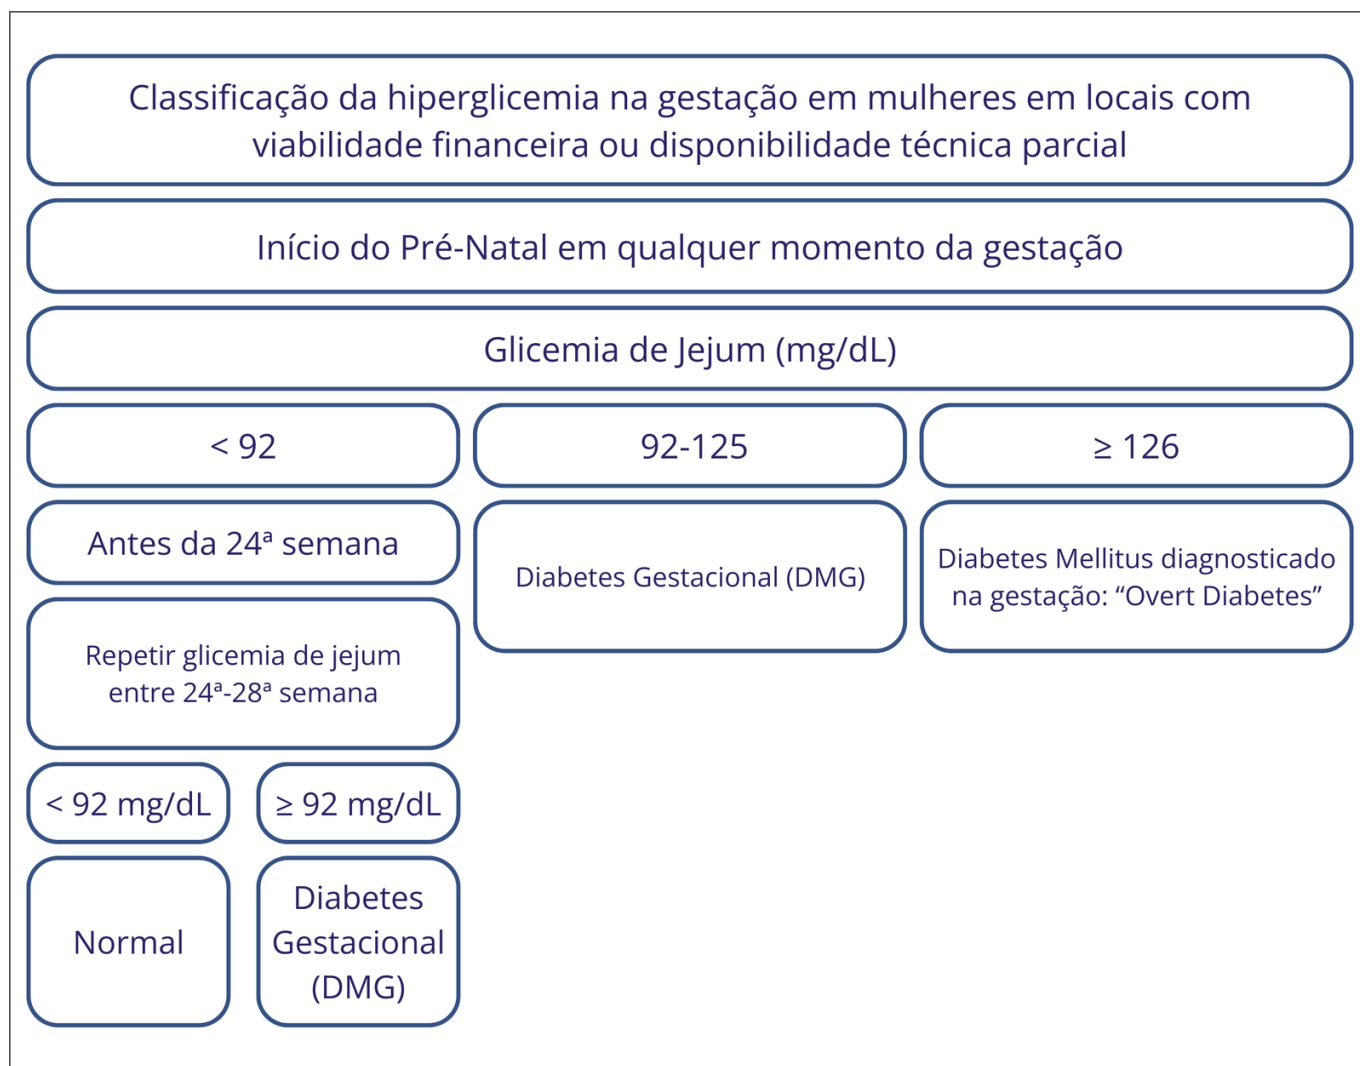 Classificação da hiperglicemia na gestação em mulheres em locais com
viabilidade financeira ou disponibilidade técnica parcial
Início do Pré-Natal em qualquer momento da gestação
Glicemia de Jejum (mg/dL)
< 92
92-125
≥ 126
Antes da 24ª semana
Diabetes Gestacional (DMG)
Diabetes Mellitus diagnosticado
na gestação: “Overt Diabetes”
Repetir glicemia de jejum
entre 24ª-28ª semana
< 92 mg/dL
≥ 92 mg/dL
Normal
Diabetes
Gestacional
(DMG)